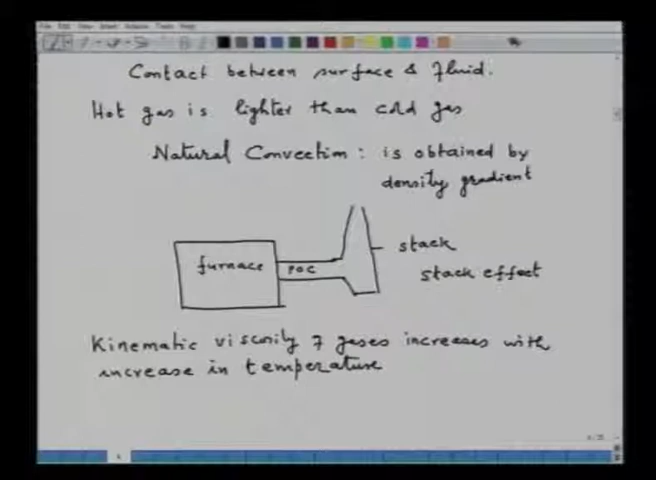 Contact between surface & fluid.
Hot gas is lighter than cold gas
Natural Convection : is obtained by
density gradient
furnace
POC
stack
stack effect
Kinematic viscosity of gases increases with
increase in temperature